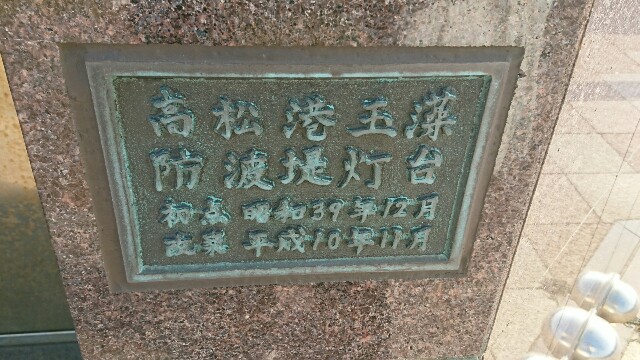 高松港玉藻
防波堤灯台
初点 昭和39年12月
改築 平成10年11月